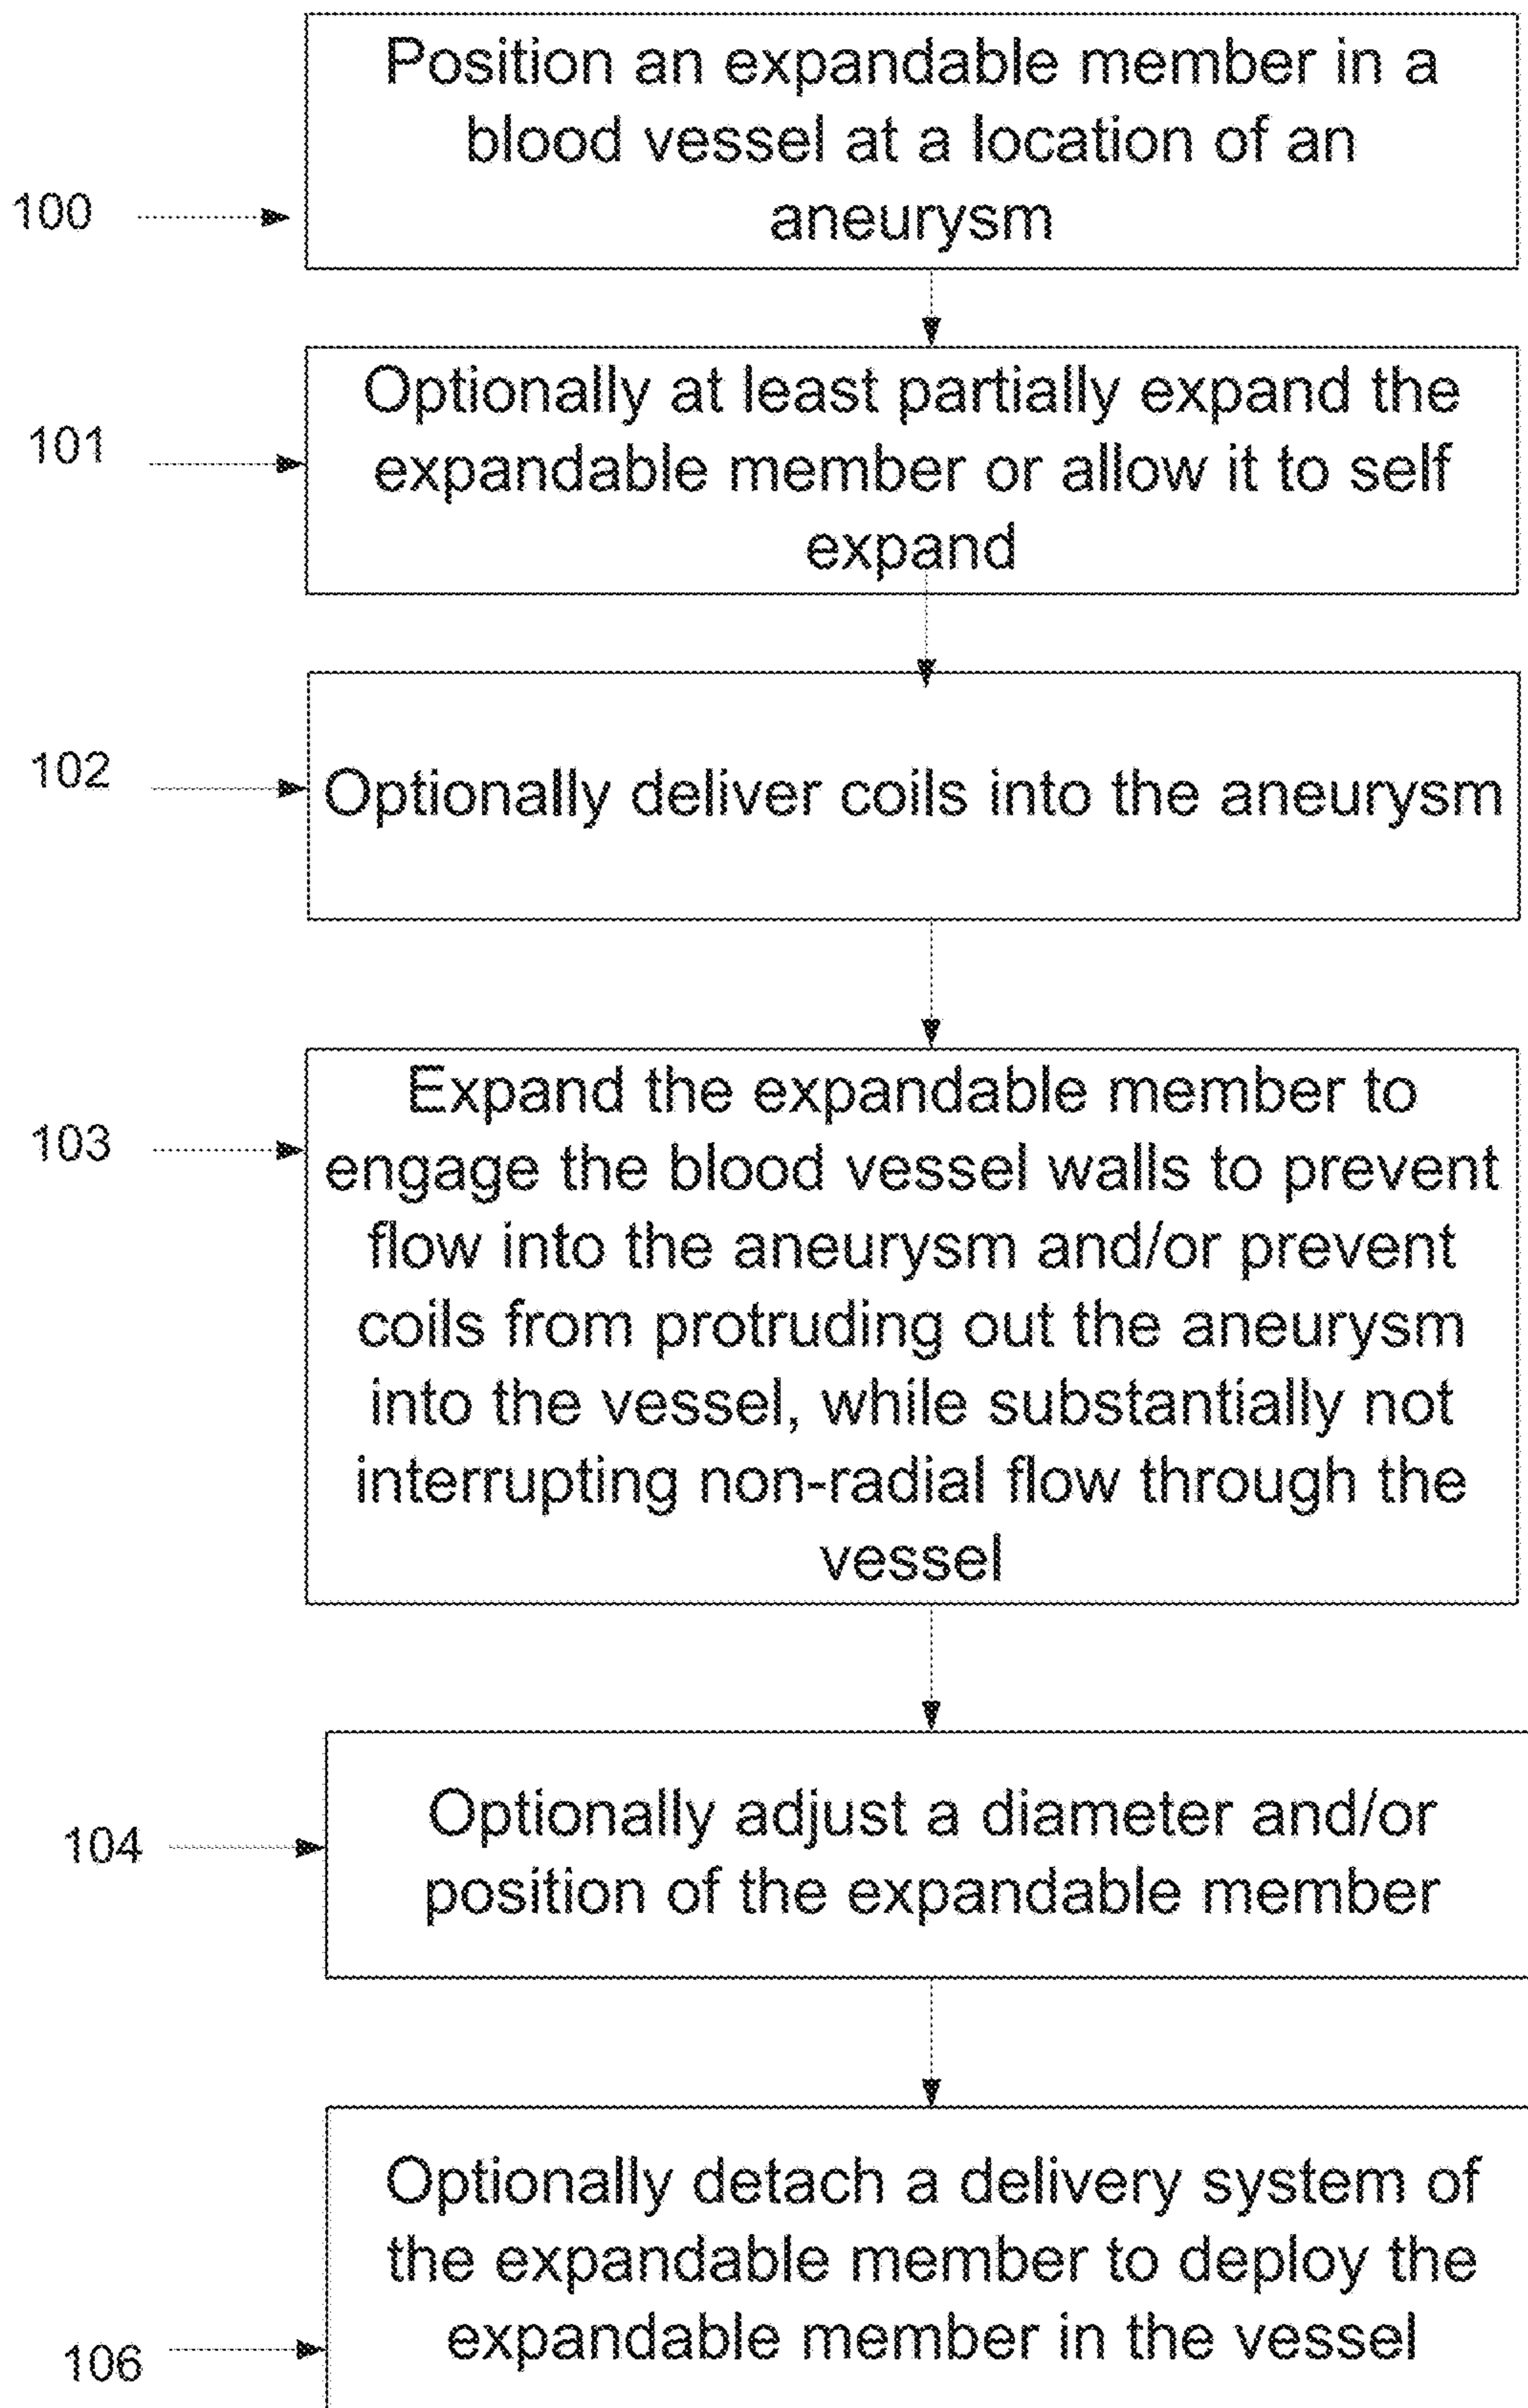 Position an expandable member in a
blood vessel at a location of an
aneurysm
100
Optionally at least partially expand the
expandable member or allow it to self
expand
101
Optionally deliver coils into the aneurysm
102
Expand the expandable member to
engage the blood vessel walls to prevent
flow into the aneurysm and/or prevent
coils from protruding out the aneurysm
into the vessel, while substantially not
interrupting non-radial flow through the
vessel
103
Optionally adjust a diameter and/or
position of the expandable member
104
Optionally detach a delivery system of
the expandable member to deploy the
expandable member in the vessel
106